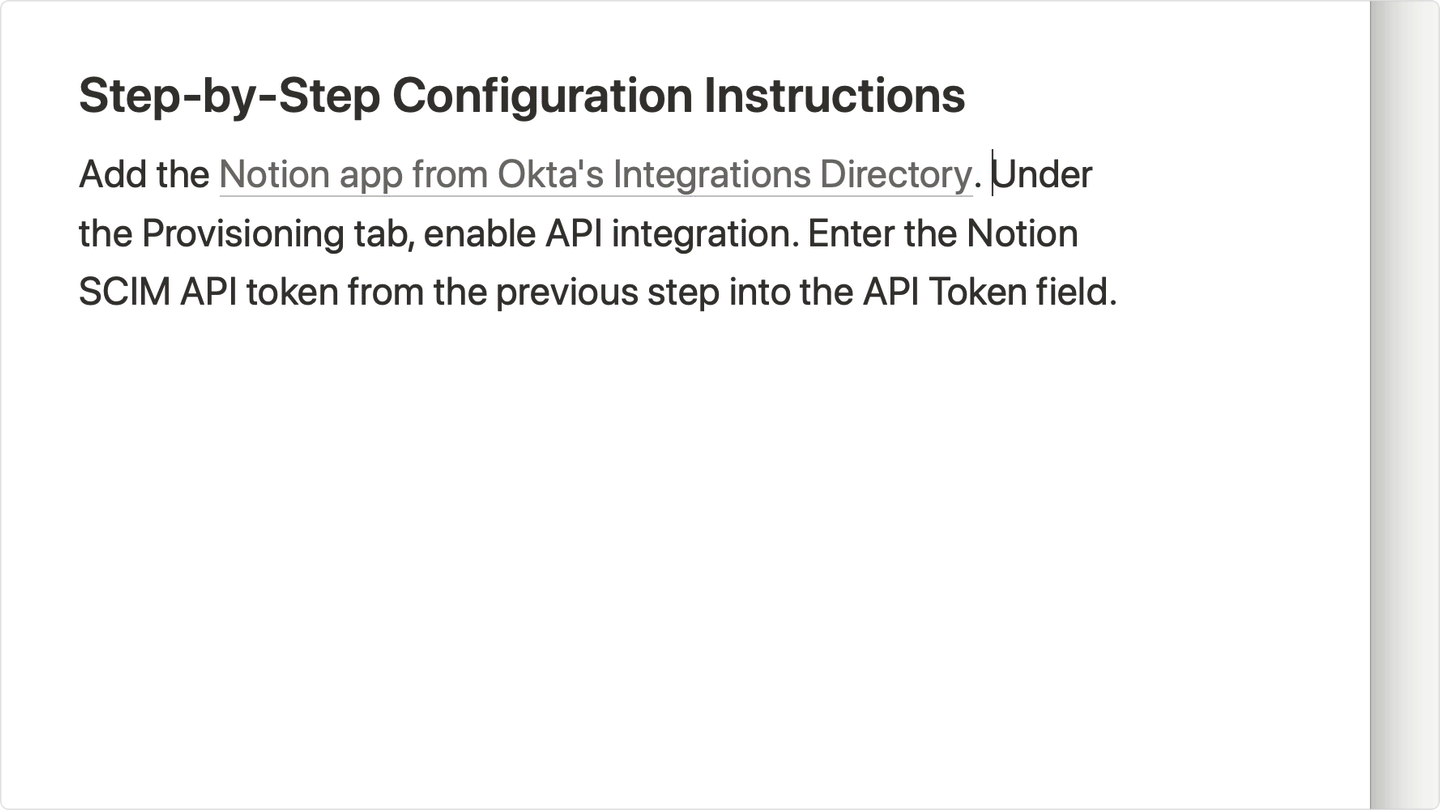 Step-by-Step Configuration Instructions
Add the Notion app from Okta's Integrations Directory. Under
the Provisioning tab, enable API integration. Enter the Notion
SCIM API token from the previous step into the API Token field.